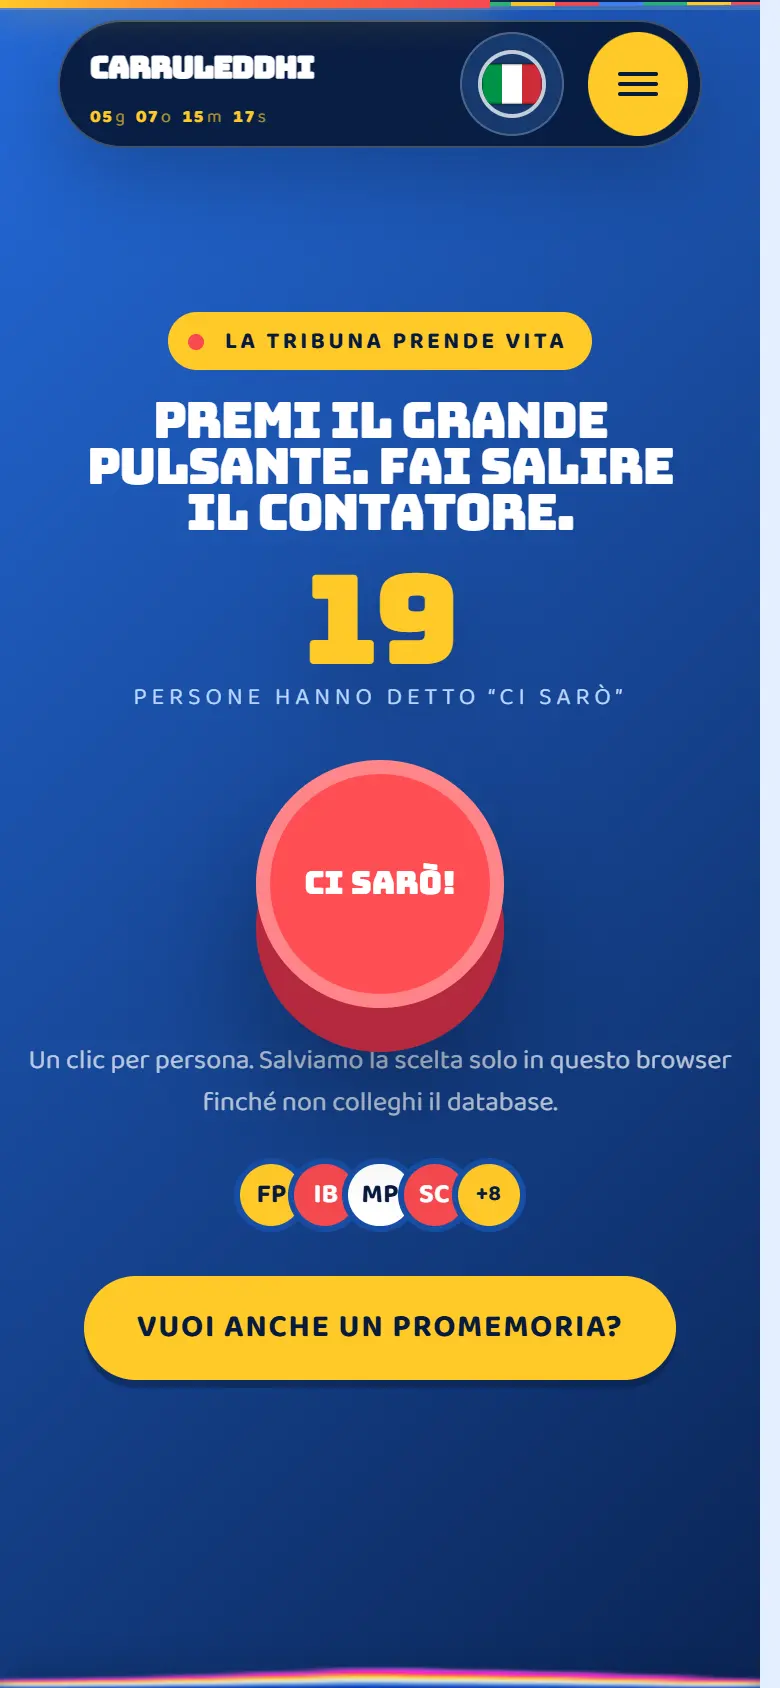 CARRULEDDHI
05g 07o 15m 17s
LA TRIBUNA PRENDE VITA
PREMI IL GRANDE
PULSANTE. FAI SALIRE
IL CONTATORE.
19
PERSONE HANNO DETTO “CI SARÒ”
CI SARÒ!
Un clic per persona. Salviamo la scelta solo in questo browser
finché non colleghi il database.
FP IB MP SC +8
VUOI ANCHE UN PROMEMORIA?